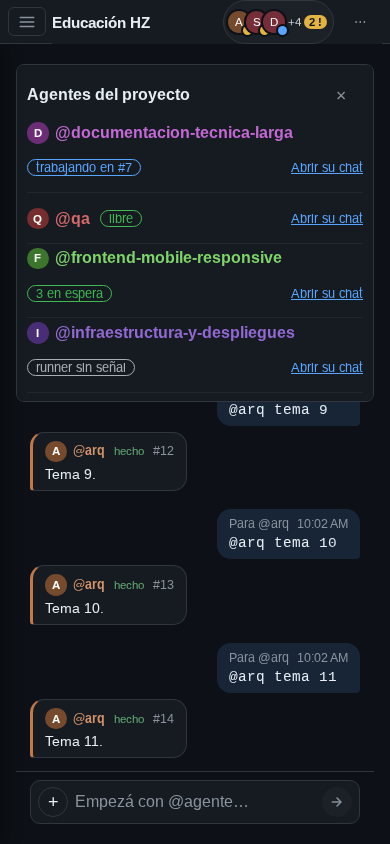 Educación HZ
A S D +4 2 !
Agentes del proyecto
D @documentacion-tecnica-larga
trabajando en #7 Abrir su chat
Q @qa libre Abrir su chat
F @frontend-mobile-responsive
3 en espera Abrir su chat
I @infraestructura-y-despliegues
runner sin señal Abrir su chat
@arq tema 9
A @arq hecho #12
Tema 9.
Para @arq 10:02 AM
@arq tema 10
A @arq hecho #13
Tema 10.
Para @arq 10:02 AM
@arq tema 11
A @arq hecho #14
Tema 11.
Empezá con @agente…